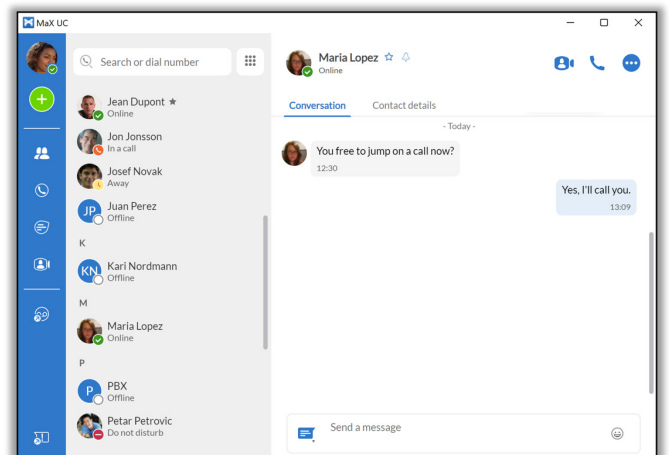 MaX UC
Search or dial number
Jean Dupont ★
Online
Jon Jonsson
In a call
Josef Novak
Away
JP
Juan Perez
Offline
K
KN
Kari Nordmann
Offline
M
Maria Lopez
Online
P
P
PBX
Offline
Petar Petrovic
Do not disturb
Maria Lopez
Online
Conversation Contact details
- Today -
You free to jump on a call now?
12:30
Yes, I'll call you.
13:09
Send a message